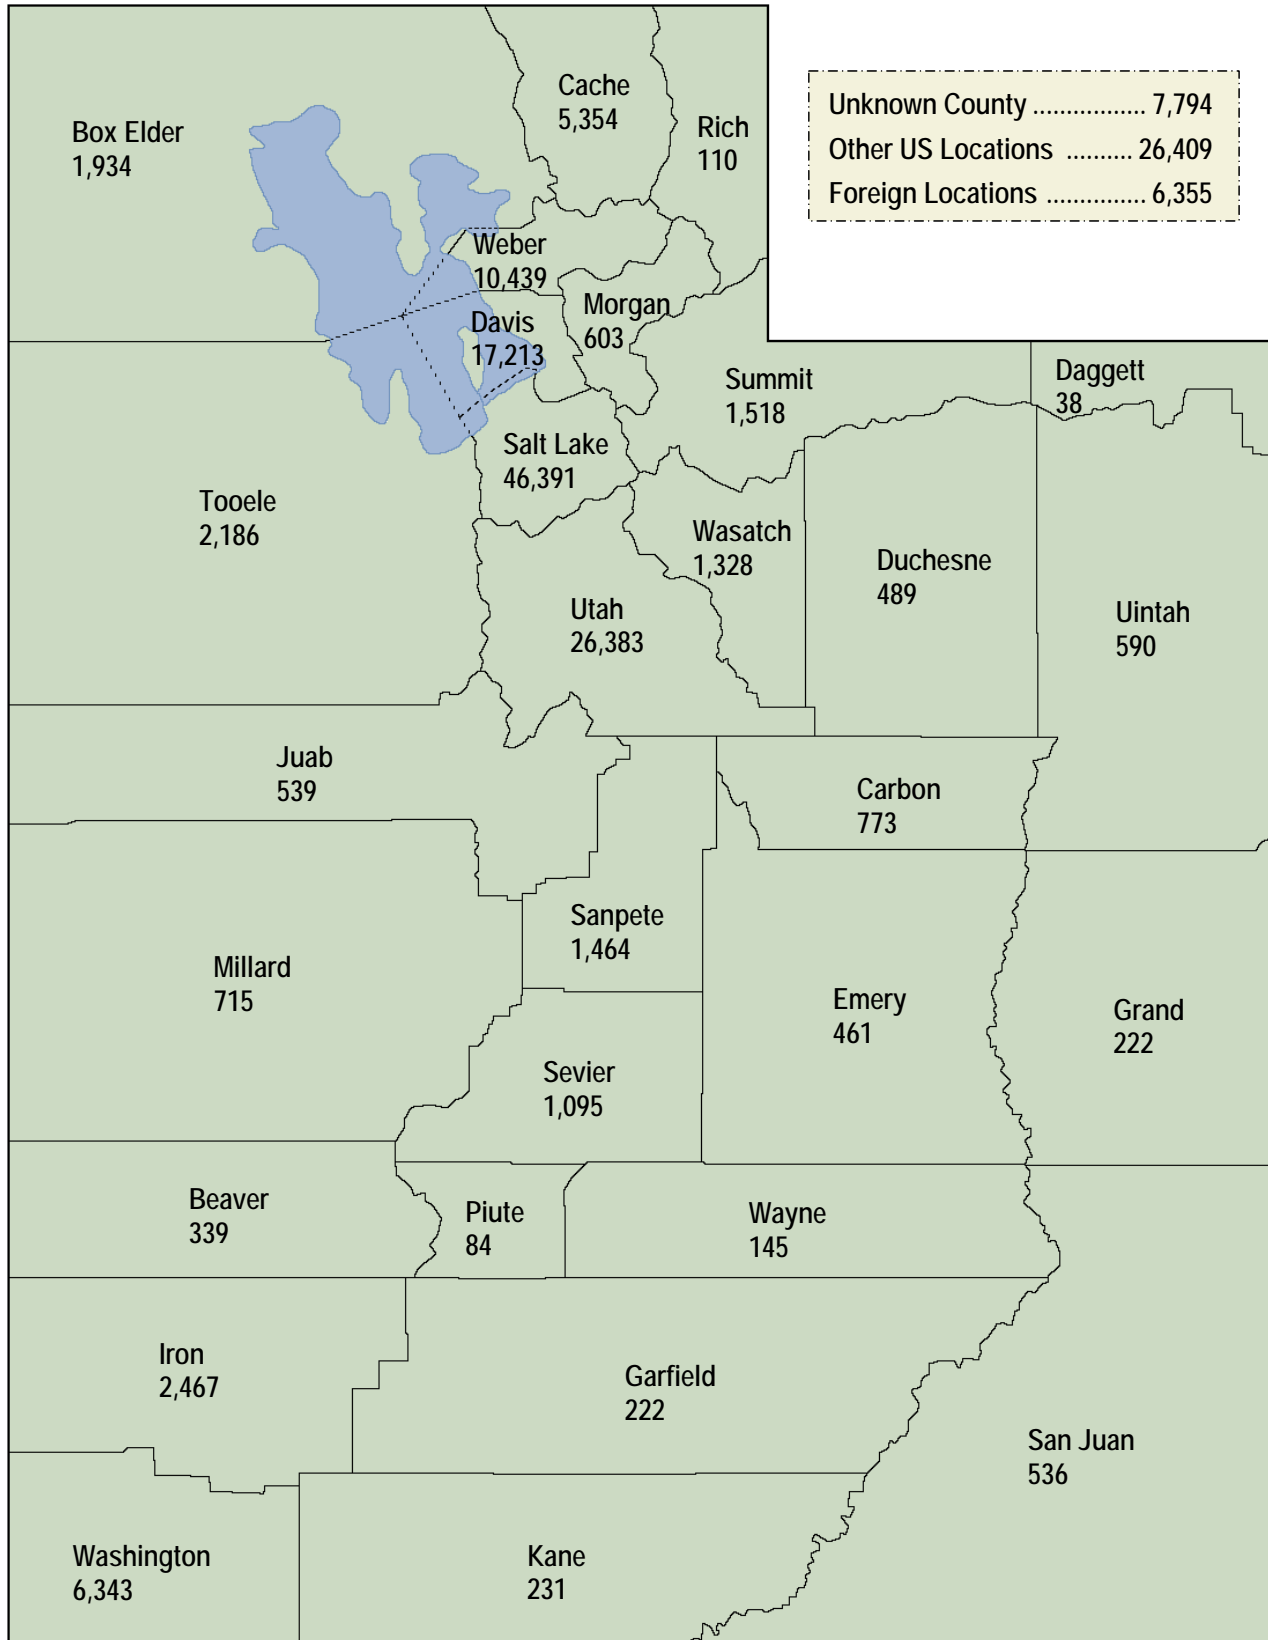 Cache
5,354
Unknown County ................ 7,794
Other US Locations .......... 26,409
Foreign Locations ............... 6,355
Box Elder
1,934
Rich
110
Weber
10,439
Morgan
603
Davis
17,213
Summit
1,518
Daggett
38
Salt Lake
46,391
Tooele
2,186
Wasatch
1,328
Duchesne
489
Utah
26,383
Uintah
590
Juab
539
Carbon
773
Sanpete
1,464
Millard
715
Emery
461
Grand
222
Sevier
1,095
Beaver
339
Piute
84
Wayne
145
Iron
2,467
Garfield
222
San Juan
536
Washington
6,343
Kane
231